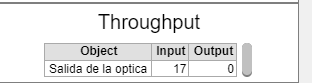 Throughput
Object Input Output
Salida de la optica 17 0